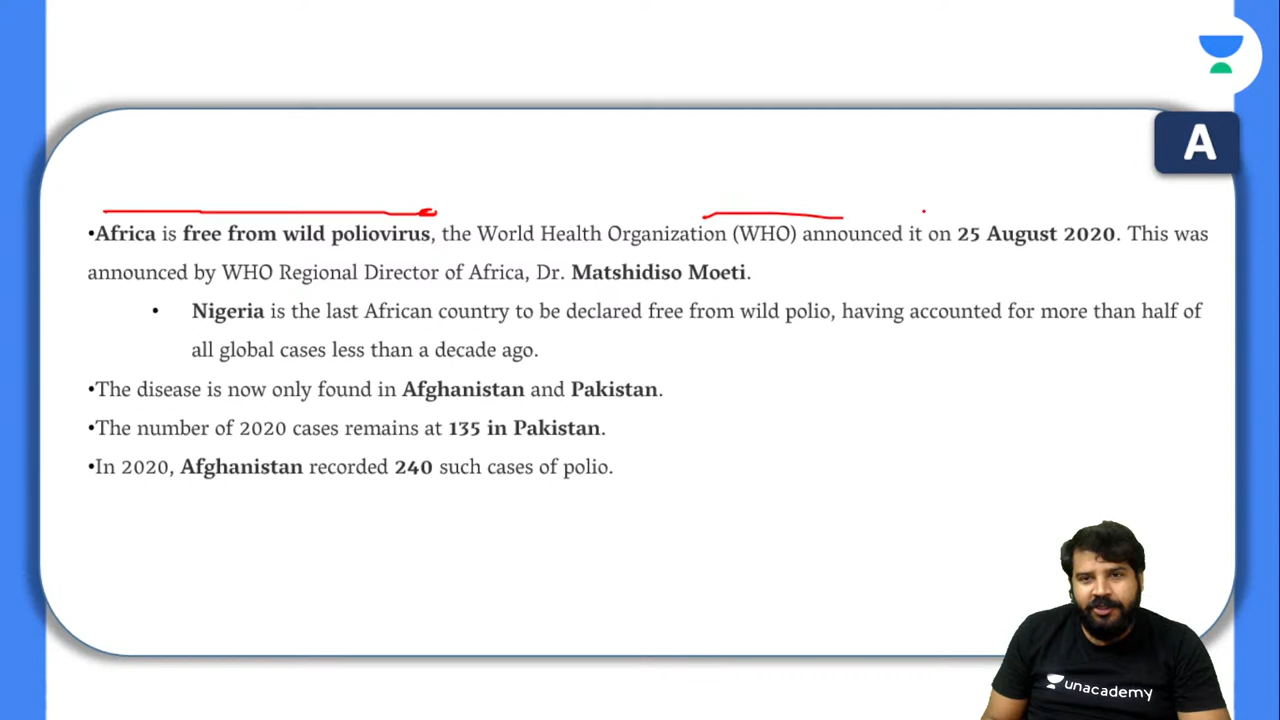 A
•Africa is free from wild poliovirus, the World Health Organization (WHO) announced it on 25 August 2020. This was
announced by WHO Regional Director of Africa, Dr. Matshidiso Moeti.
• Nigeria is the last African country to be declared free from wild polio, having accounted for more than half of
all global cases less than a decade ago.
•The disease is now only found in Afghanistan and Pakistan.
•The number of 2020 cases remains at 135 in Pakistan.
•In 2020, Afghanistan recorded 240 such cases of polio.
unacademy